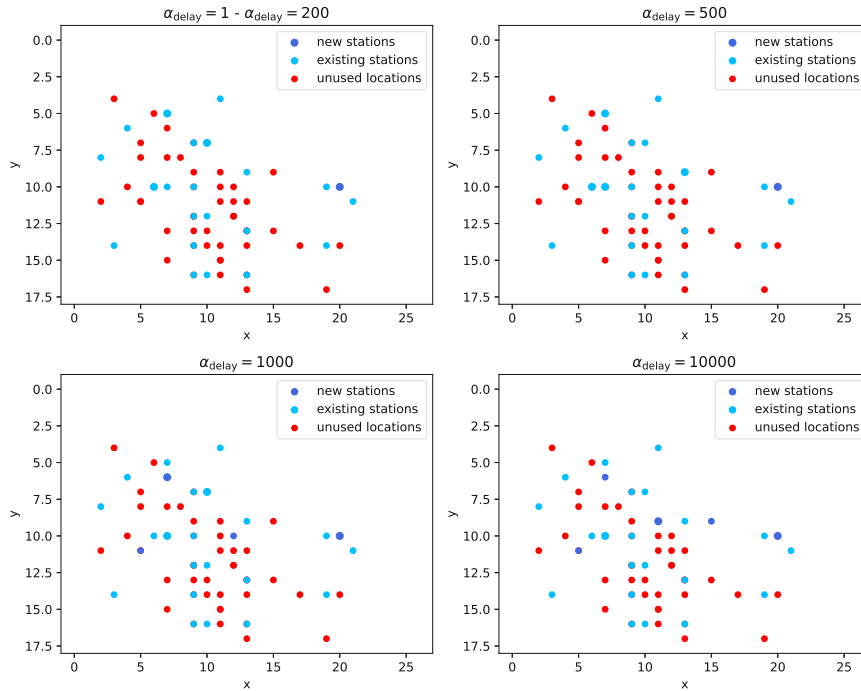 α_delay = 1 - α_delay = 200
0.0
2.5
5.0
7.5
10.0
12.5
15.0
17.5
y
0 5 10 15 20 25
x
new stations
existing stations
unused locations
α_delay = 500
0.0
2.5
5.0
7.5
10.0
12.5
15.0
17.5
y
0 5 10 15 20 25
x
new stations
existing stations
unused locations
α_delay = 1000
0.0
2.5
5.0
7.5
10.0
12.5
15.0
17.5
y
0 5 10 15 20 25
x
new stations
existing stations
unused locations
α_delay = 10000
0.0
2.5
5.0
7.5
10.0
12.5
15.0
17.5
y
0 5 10 15 20 25
x
new stations
existing stations
unused locations